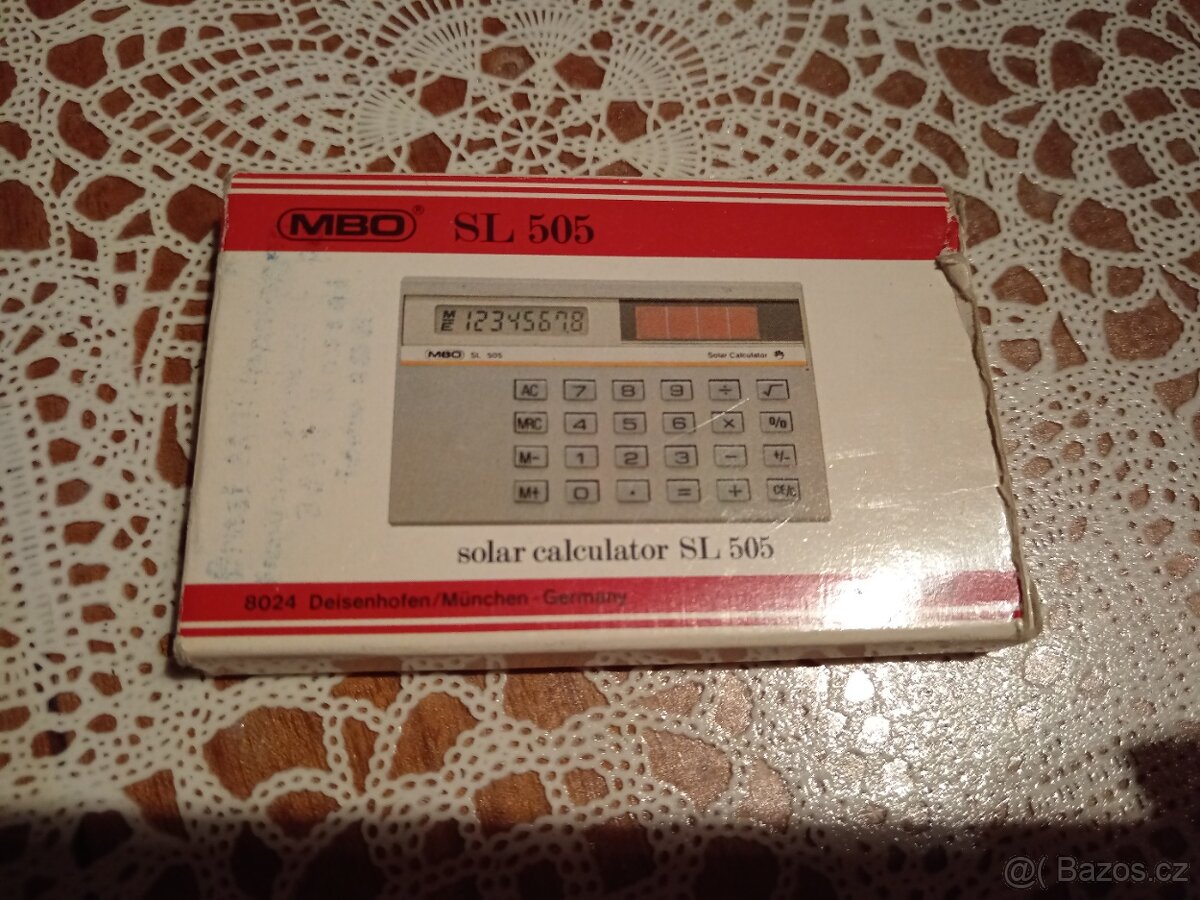 MBO® SL 505
M
E 12345678.
MBO SL 505 Solar Calculator
AC 7 8 9 ÷ √
MRC 4 5 6 × %
M- 1 2 3 - +/-
M+ 0 . = + CE/C
solar calculator SL 505
8024 Deisenhofen/München - Germany
@( Bazos.cz